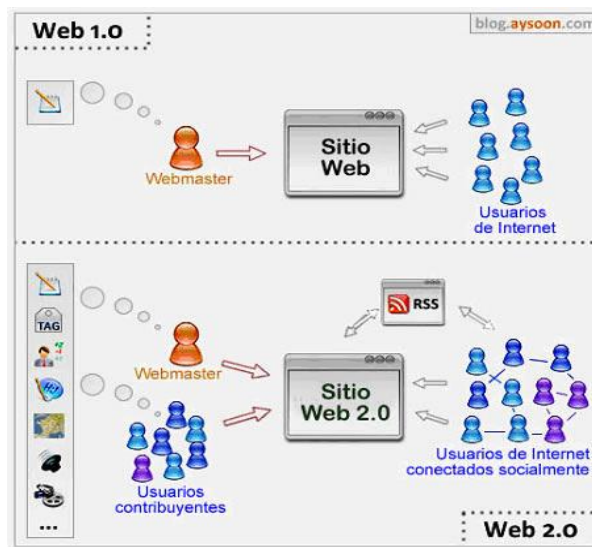 Web 1.0
blog.aysoon.com
Webmaster
Sitio
Web
Usuarios
de Internet
TAG
RSS
Webmaster
Sitio
Web 2.0
Usuarios
contribuyentes
Usuarios de Internet
conectados socialmente
...
Web 2.0